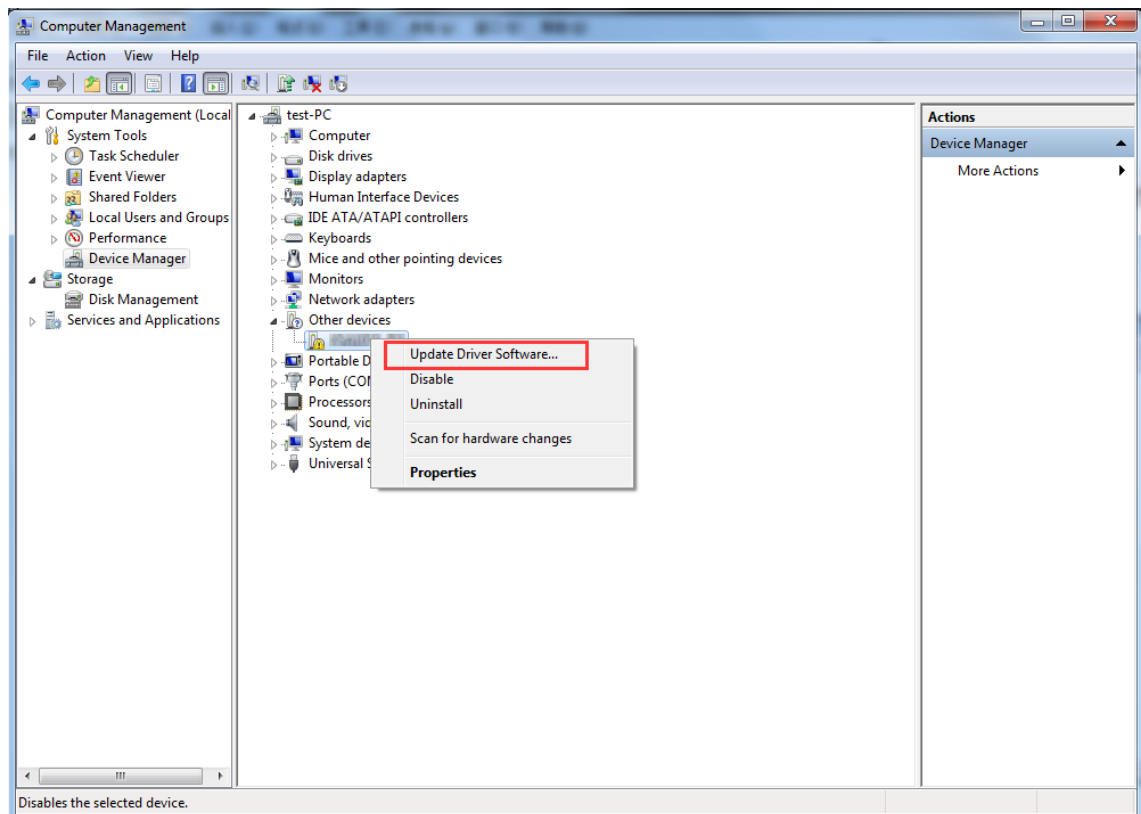 Computer Management
File Action View Help
Computer Management (Local
System Tools
Task Scheduler
Event Viewer
Shared Folders
Local Users and Groups
Performance
Device Manager
Storage
Disk Management
Services and Applications
test-PC
Computer
Disk drives
Display adapters
Human Interface Devices
IDE ATA/ATAPI controllers
Keyboards
Mice and other pointing devices
Monitors
Network adapters
Other devices
Portable D
Ports (CO
Processors
Sound, vid
System de
Universal S
Update Driver Software...
Disable
Uninstall
Scan for hardware changes
Properties
Actions
Device Manager
More Actions
Disables the selected device.